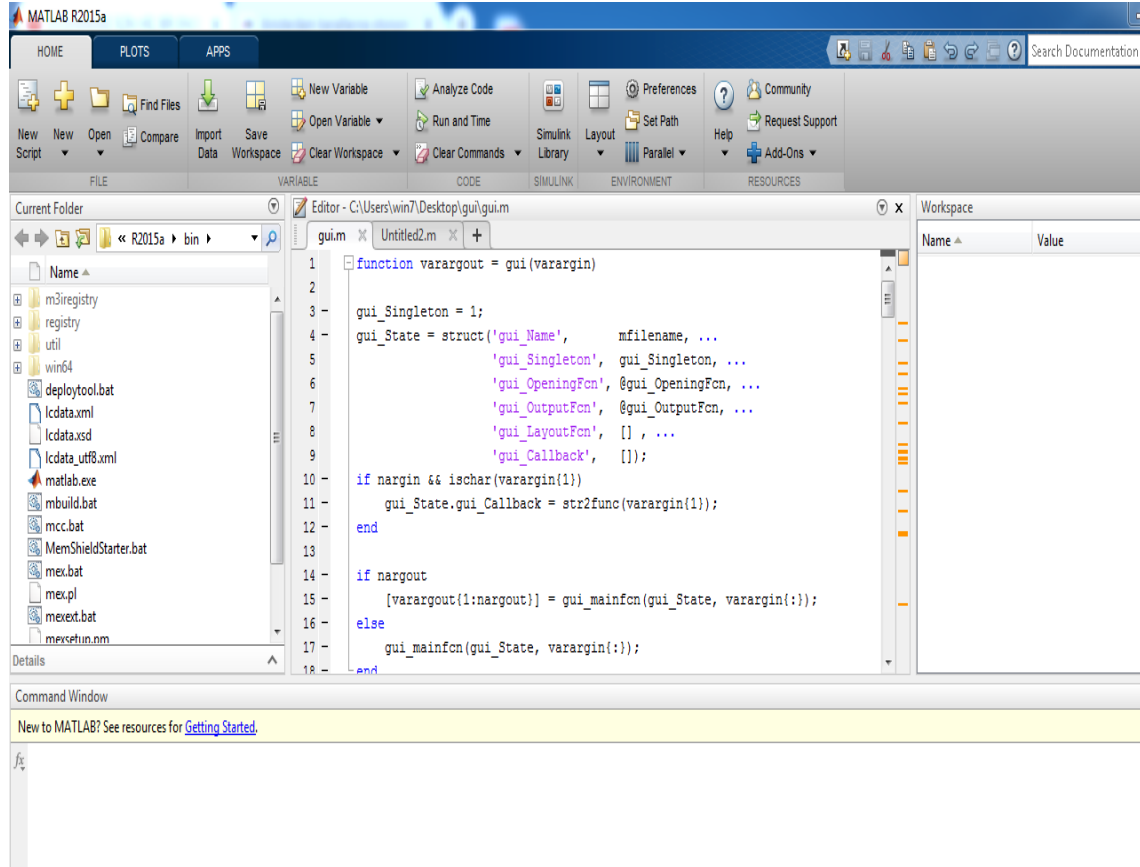 MATLAB R2015a
HOME PLOTS APPS
Search Documentation
New Script
New
Open
Find Files
Compare
Import Data
Save Workspace
New Variable
Open Variable
Clear Workspace
Analyze Code
Run and Time
Clear Commands
Simulink Library
Layout
Preferences
Set Path
Parallel
Help
Community
Request Support
Add-Ons
FILE VARIABLE CODE SIMULINK ENVIRONMENT RESOURCES
Current Folder
« R2015a bin
Name
m3iregistry
registry
util
win64
deploytool.bat
lcdata.xml
lcdata.xsd
lcdata_utf8.xml
matlab.exe
mbuild.bat
mcc.bat
MemShieldStarter.bat
mex.bat
mex.pl
mexext.bat
mexsetup.pm
Details
Editor - C:\Users\win7\Desktop\gui\gui.m
gui.m Untitled2.m +
1 function varargout = gui(varargin)
2
3 - gui_Singleton = 1;
4 - gui_State = struct('gui_Name', mfilename, ...
5 'gui_Singleton', gui_Singleton, ...
6 'gui_OpeningFcn', @gui_OpeningFcn, ...
7 'gui_OutputFcn', @gui_OutputFcn, ...
8 'gui_LayoutFcn', [] , ...
9 'gui_Callback', []);
10 - if nargin && ischar(varargin{1})
11 - gui_State.gui_Callback = str2func(varargin{1});
12 - end
13
14 - if nargout
15 - [varargout{1:nargout}] = gui_mainfcn(gui_State, varargin{:});
16 - else
17 - gui_mainfcn(gui_State, varargin{:});
18 - end
Workspace
Name Value
Command Window
New to MATLAB? See resources for Getting Started.
fx